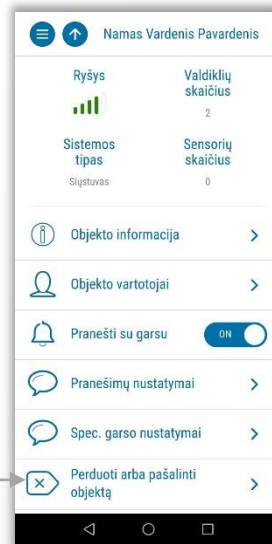 Namas Vardenis Pavardenis
Ryšys
Valdiklių
skaičius
2
Sistemos
tipas
Siųstuvas
Sensorių
skaičius
0
Objekto informacija
Objekto vartotojai
Pranešti su garsu
ON
Pranešimų nustatymai
Spec. garso nustatymai
Perduoti arba pašalinti
objektą